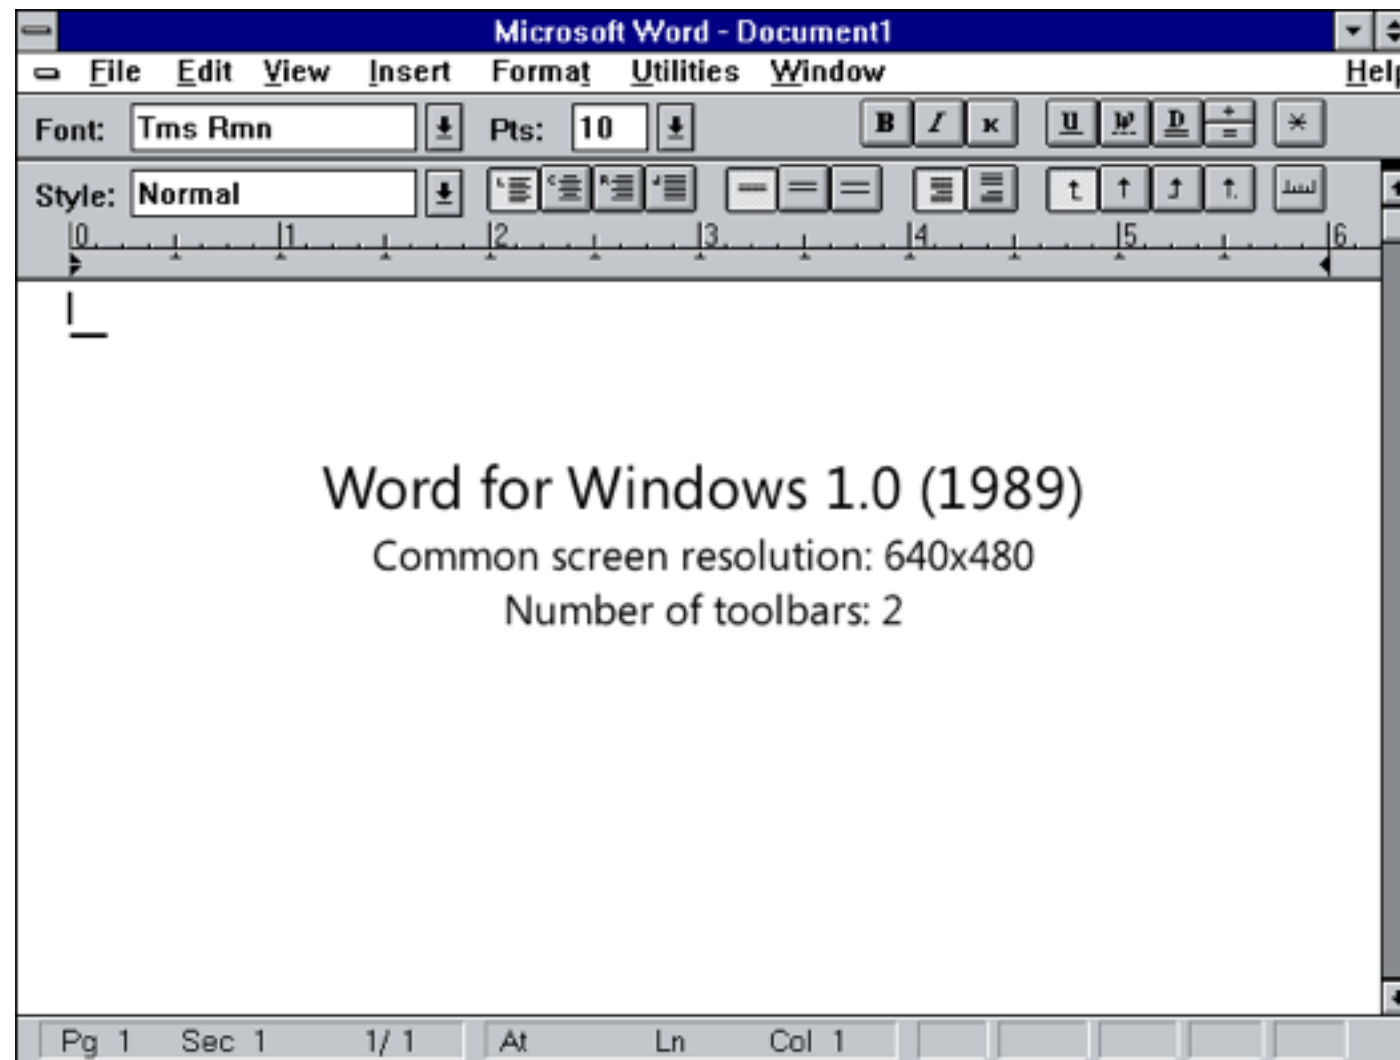 Microsoft Word - Document1
File Edit View Insert Format Utilities Window Help
Font: Tms Rmn Pts: 10 B I K U W D + = *
Style: Normal
0 1 2 3 4 5 6
Word for Windows 1.0 (1989)
Common screen resolution: 640x480
Number of toolbars: 2
Pg 1 Sec 1 1/ 1 At Ln Col 1